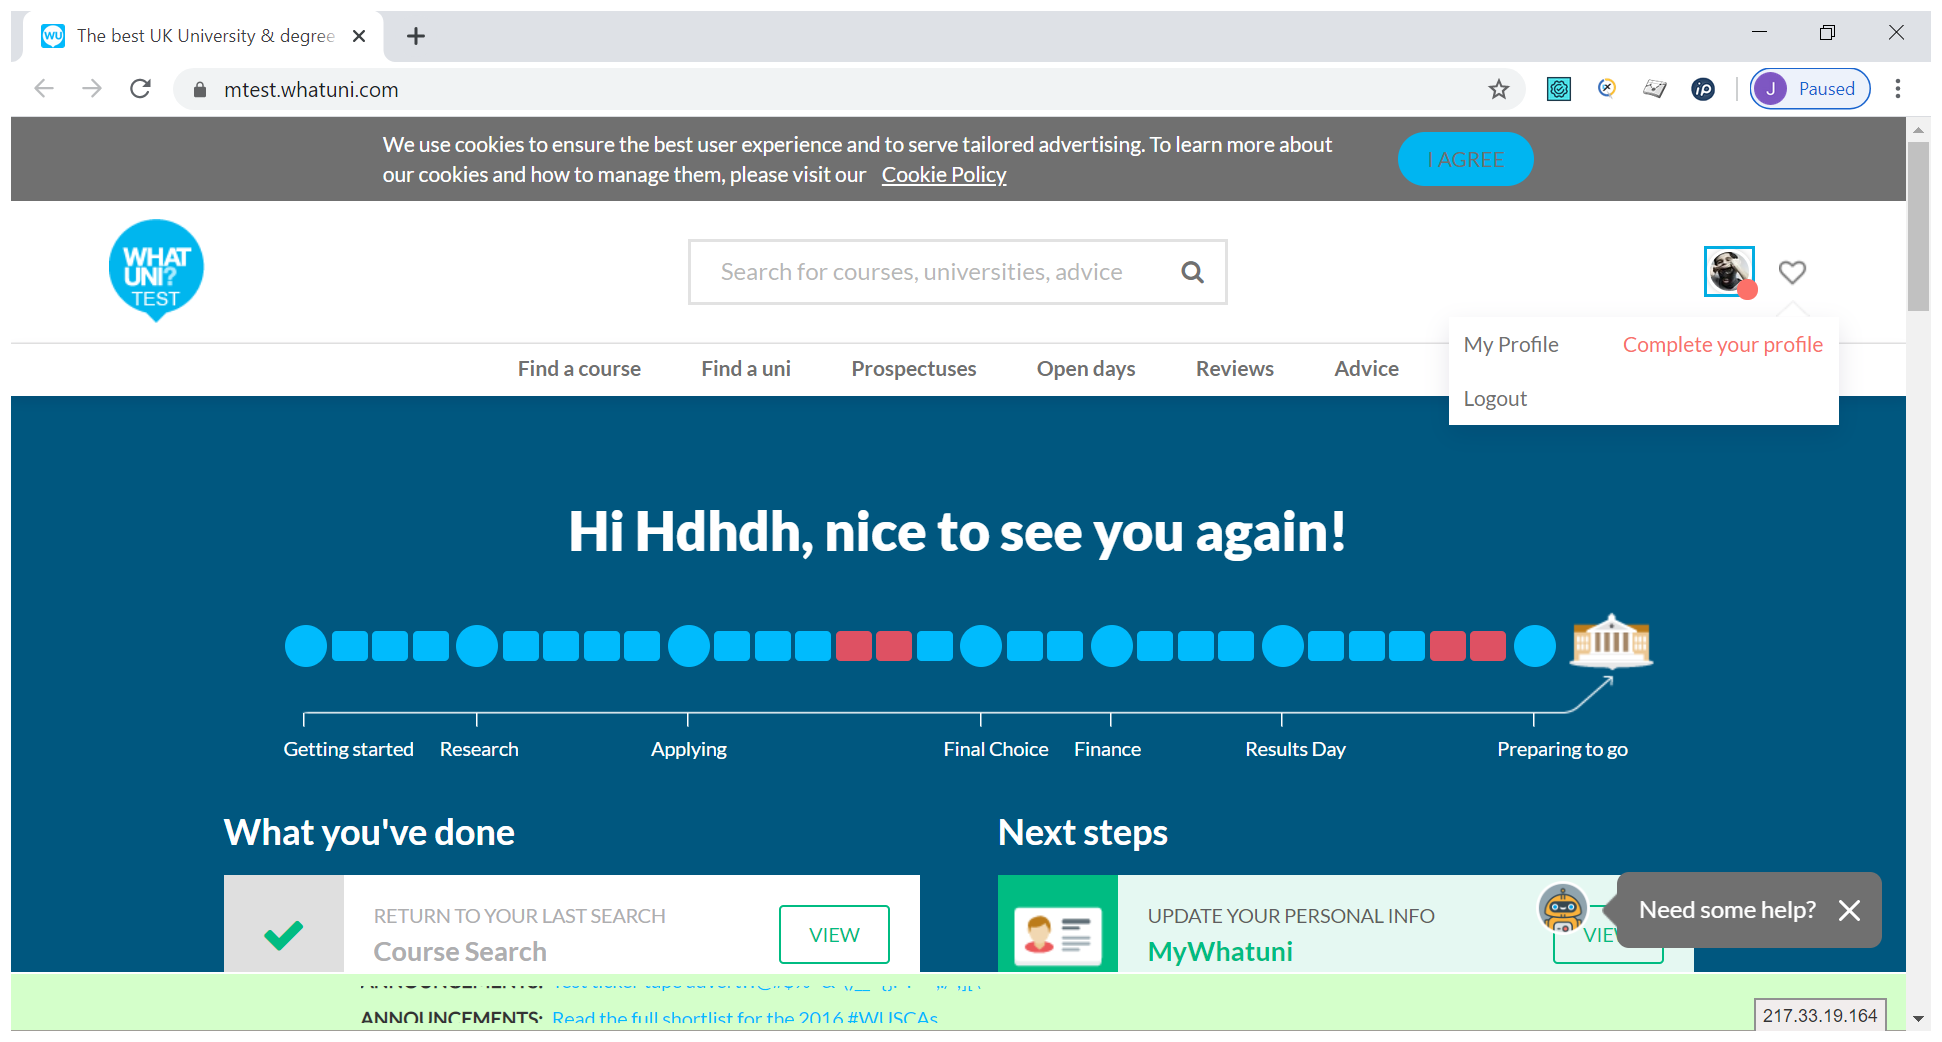 WU The best UK University & degree
mtest.whatuni.com
iP
J Paused
We use cookies to ensure the best user experience and to serve tailored advertising. To learn more about
our cookies and how to manage them, please visit our Cookie Policy
I AGREE
WHAT
UNI?
TEST
Search for courses, universities, advice
My Profile Complete your profile
Logout
Find a course Find a uni Prospectuses Open days Reviews Advice
Hi Hdhdh, nice to see you again!
Getting started Research Applying Final Choice Finance Results Day Preparing to go
What you've done
Next steps
RETURN TO YOUR LAST SEARCH
Course Search
VIEW
UPDATE YOUR PERSONAL INFO
MyWhatuni
Need some help?
ANNOUNCEMENTS: Test ticker tape
ANNOUNCEMENTS: Read the full shortlist for the 2016 #WUSCAs
217.33.19.164